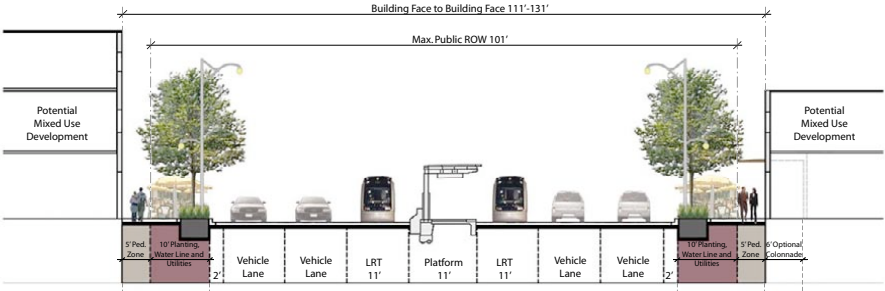 Building Face to Building Face 111'-131'
Max. Public ROW 101'
Potential
Mixed Use
Development
Potential
Mixed Use
Development
5' Ped.
Zone
10' Planting,
Water Line and
Utilities
2'
Vehicle
Lane
Vehicle
Lane
LRT
11'
Platform
11'
LRT
11'
Vehicle
Lane
Vehicle
Lane
2'
10' Planting,
Water Line and
Utilities
5' Ped.
Zone
6' Optional
Colonnade